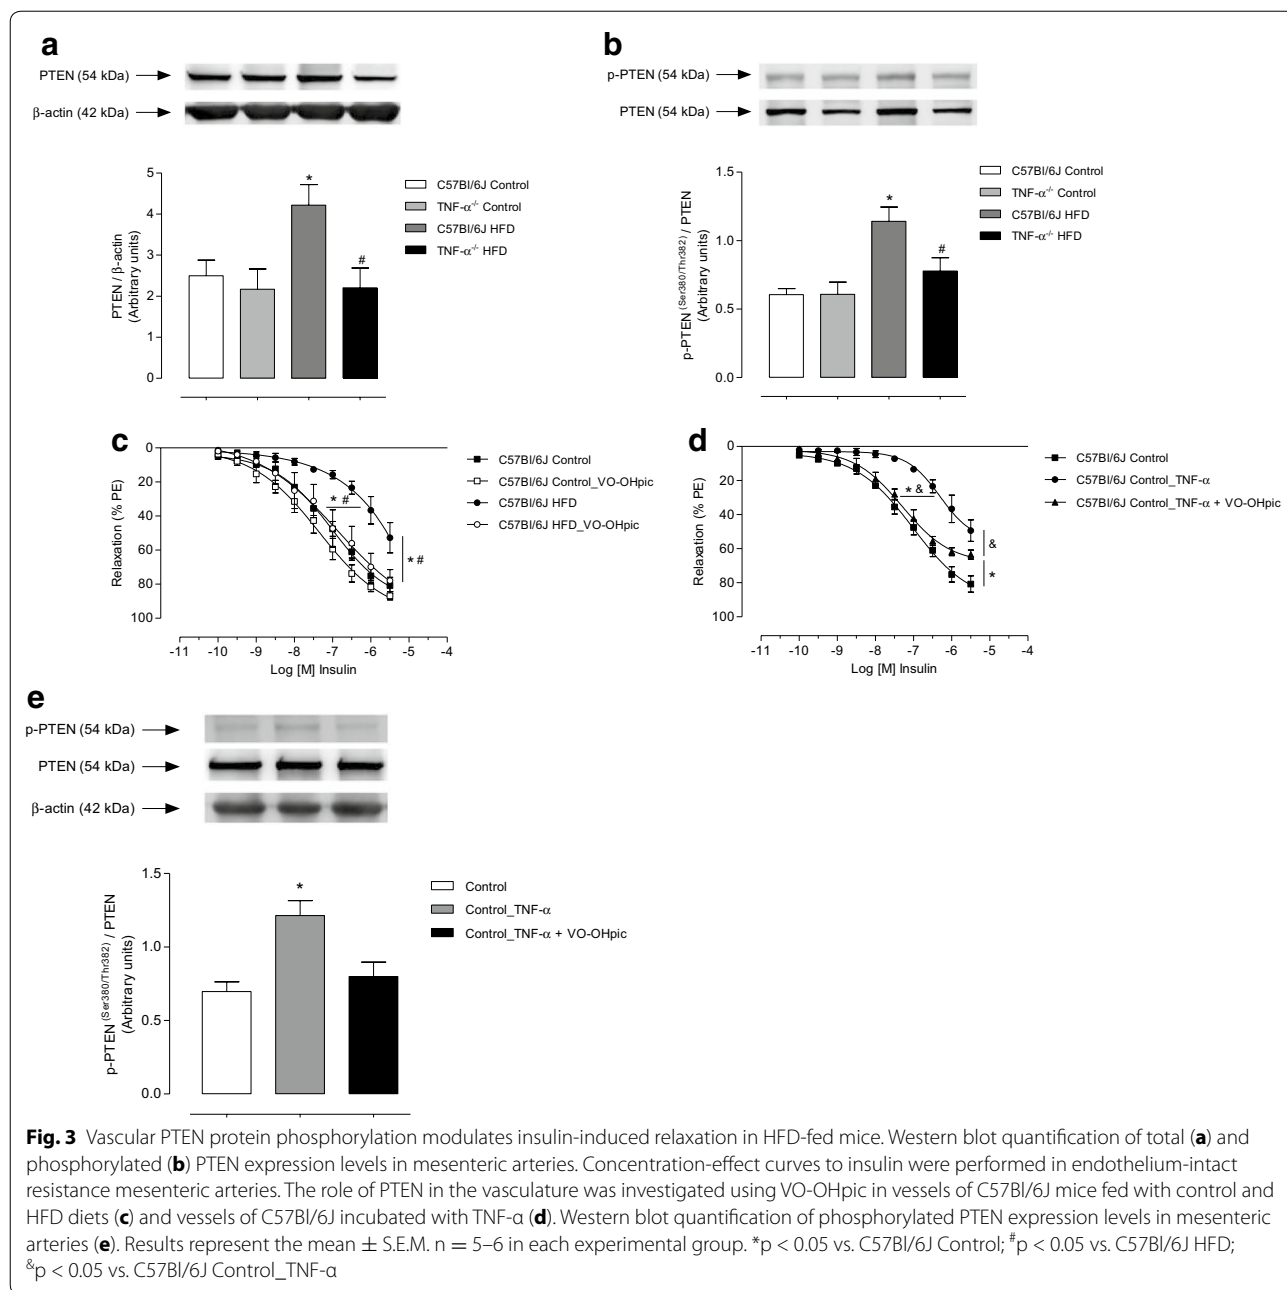 a
PTEN (54 kDa)
β-actin (42 kDa)
PTEN / β-actin
(Arbitrary units)
5
4
3
2
1
0
*
#
C57Bl/6J Control
TNF-α-/- Control
C57Bl/6J HFD
TNF-α-/- HFD
b
p-PTEN (54 kDa)
PTEN (54 kDa)
p-PTEN (Ser380/Thr382) / PTEN
(Arbitrary units)
1.5
1.0
0.5
0.0
*
#
C57Bl/6J Control
TNF-α-/- Control
C57Bl/6J HFD
TNF-α-/- HFD
c
Relaxation (% PE)
0
20
40
60
80
100
* #
* #
-11 -10 -9 -8 -7 -6 -5 -4
Log [M] Insulin
C57Bl/6J Control
C57Bl/6J Control_VO-OHpic
C57Bl/6J HFD
C57Bl/6J HFD_VO-OHpic
d
Relaxation (% PE)
0
20
40
60
80
100
* &
&
*
-11 -10 -9 -8 -7 -6 -5 -4
Log [M] Insulin
C57Bl/6J Control
C57Bl/6J Control_TNF-α
C57Bl/6J Control_TNF-α + VO-OHpic
e
p-PTEN (54 kDa)
PTEN (54 kDa)
β-actin (42 kDa)
p-PTEN (Ser380/Thr382) / PTEN
(Arbitrary units)
1.5
1.0
0.5
0.0
*
Control
Control_TNF-α
Control_TNF-α + VO-OHpic
Fig. 3 Vascular PTEN protein phosphorylation modulates insulin-induced relaxation in HFD-fed mice. Western blot quantification of total (a) and
phosphorylated (b) PTEN expression levels in mesenteric arteries. Concentration-effect curves to insulin were performed in endothelium-intact
resistance mesenteric arteries. The role of PTEN in the vasculature was investigated using VO-OHpic in vessels of C57Bl/6J mice fed with control and
HFD diets (c) and vessels of C57Bl/6J incubated with TNF-α (d). Western blot quantification of phosphorylated PTEN expression levels in mesenteric
arteries (e). Results represent the mean ± S.E.M. n = 5–6 in each experimental group. *p < 0.05 vs. C57Bl/6J Control; #p < 0.05 vs. C57Bl/6J HFD;
&p < 0.05 vs. C57Bl/6J Control_TNF-α